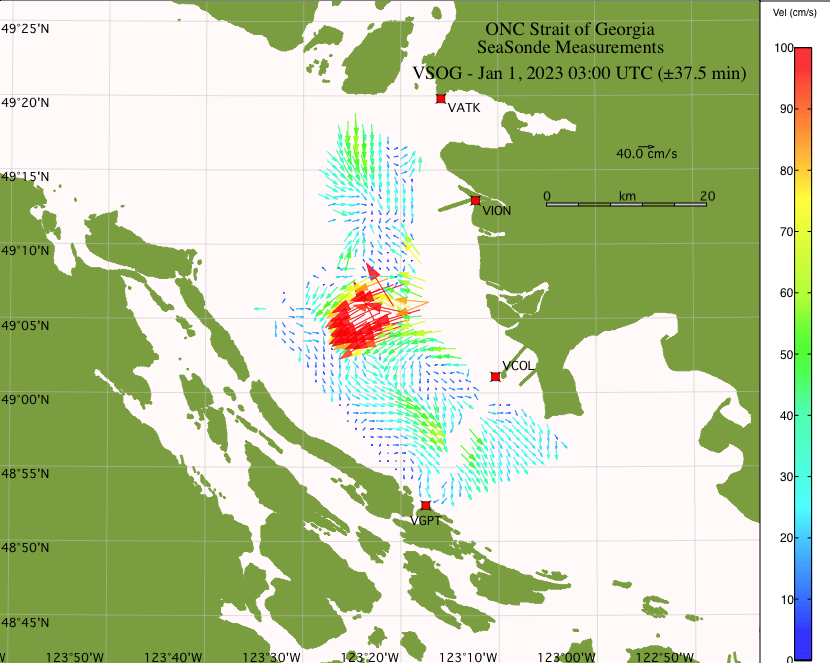 Vel (cm/s)
49°25'N
ONC Strait of Georgia
SeaSonde Measurements
VSOG - Jan 1, 2023 03:00 UTC (±37.5 min)
100
90
80
70
60
50
40
30
20
10
0
49°20'N
VATK
40.0 cm/s
49°15'N
0 km 20
VION
49°10'N
49°05'N
VCOL
49°00'N
48°55'N
VGPT
48°50'N
48°45'N
W 123°50'W 123°40'W 123°30'W 123°20'W 123°10'W 123°00'W 122°50'W